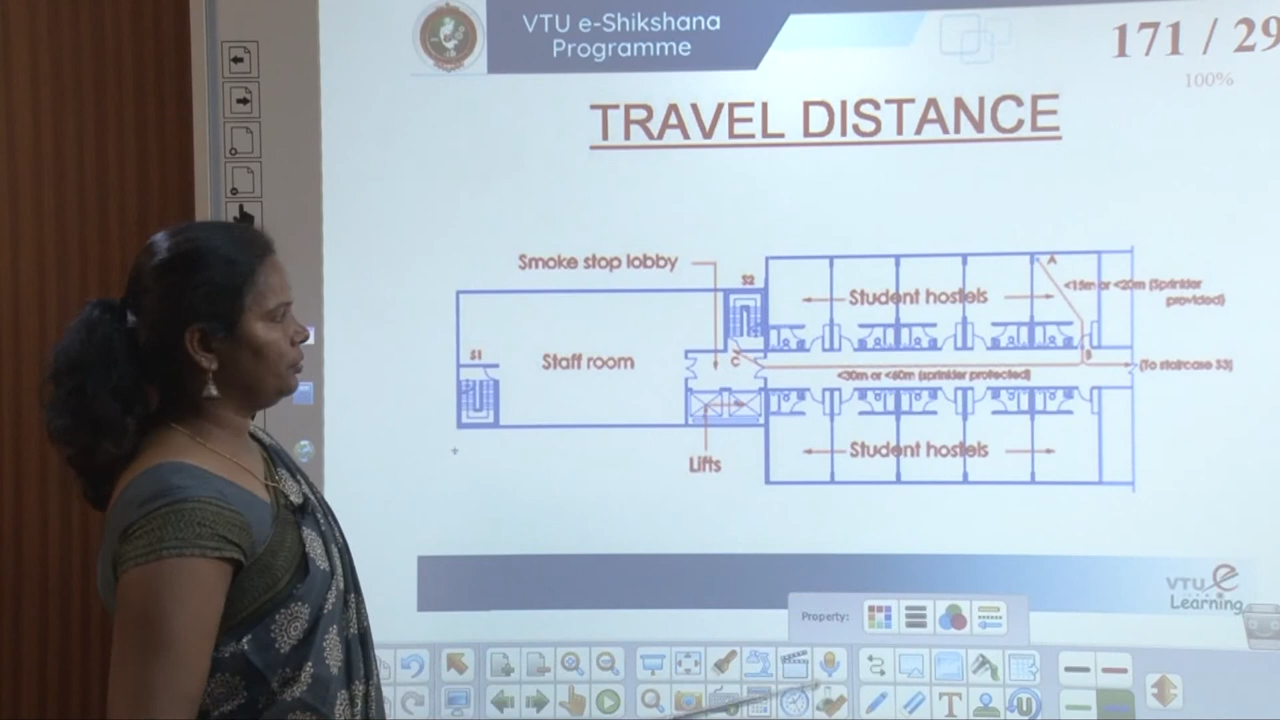 VTU e-Shikshana
Programme
171 / 29
100%
TRAVEL DISTANCE
Smoke stop lobby
S2
A
Student hostels
<15m or <20m (Sprinkler
provided)
S1
Staff room
C
B
<30m or <60m (sprinkler protected)
(To staircase S3)
Student hostels
Lifts
VTU e
Learning
Property: